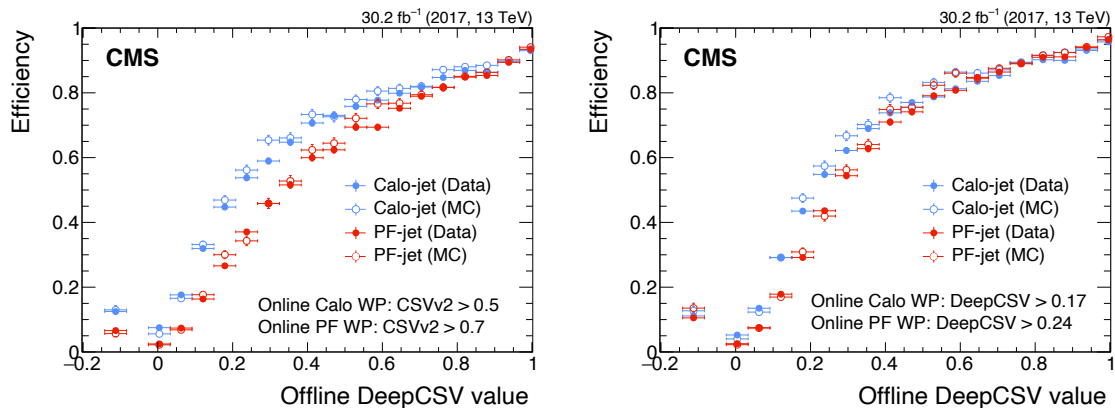 30.2 fb⁻¹ (2017, 13 TeV)
CMS
Efficiency
1
0.8
0.6
0.4
0.2
0
Calo-jet (Data)
Calo-jet (MC)
PF-jet (Data)
PF-jet (MC)
Online Calo WP: CSVv2 > 0.5
Online PF WP: CSVv2 > 0.7
−0.2 0 0.2 0.4 0.6 0.8 1
Offline DeepCSV value
30.2 fb⁻¹ (2017, 13 TeV)
CMS
Efficiency
1
0.8
0.6
0.4
0.2
0
Calo-jet (Data)
Calo-jet (MC)
PF-jet (Data)
PF-jet (MC)
Online Calo WP: DeepCSV > 0.17
Online PF WP: DeepCSV > 0.24
−0.2 0 0.2 0.4 0.6 0.8 1
Offline DeepCSV value